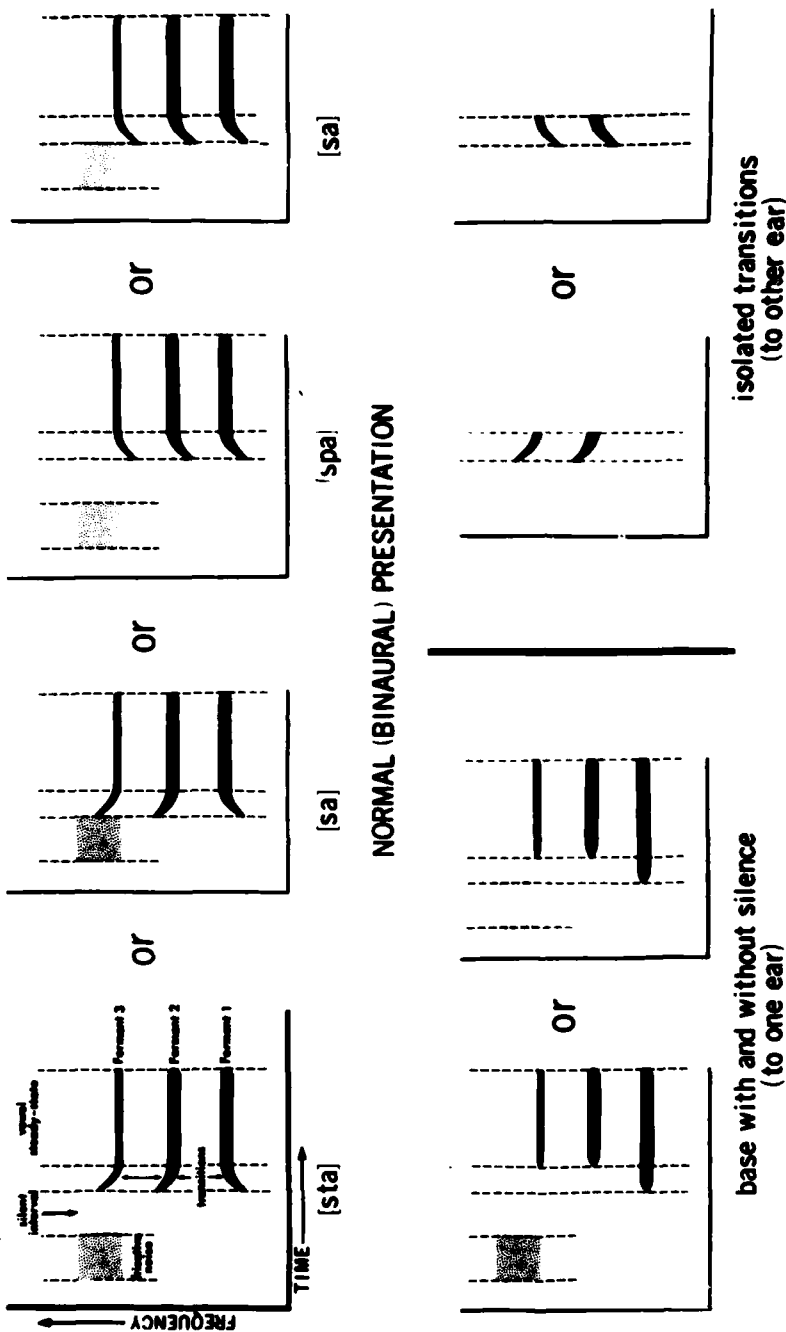 FREQUENCY
TIME
hissing
noise
silent
interval
vowel
steady-state
transitions
Formant 3
Formant 2
Formant 1
[sta]
or
[sa]
or
[spa]
or
[sa]
NORMAL (BINAURAL) PRESENTATION
or
base with and without silence
(to one ear)
or
isolated transitions
(to other ear)